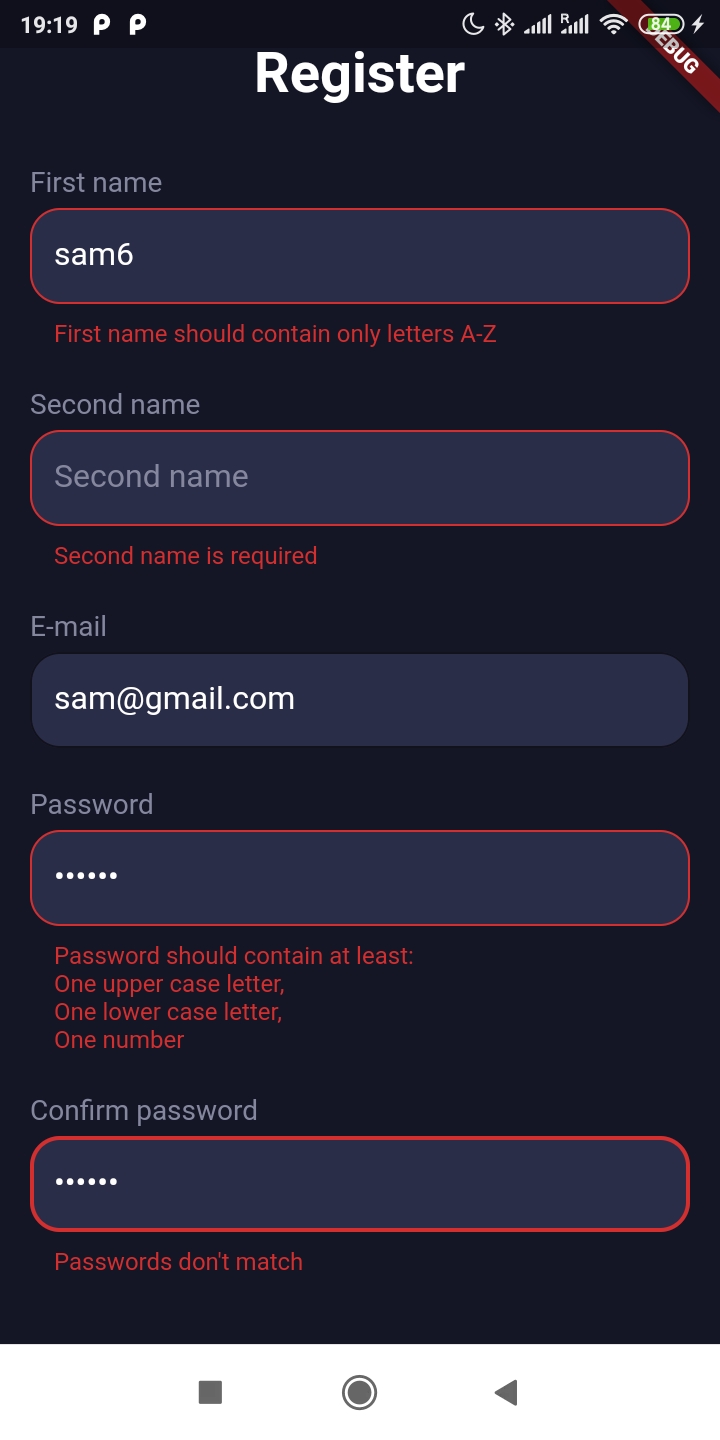 19:19
R
84
DEBUG
Register
First name
sam6
First name should contain only letters A-Z
Second name
Second name
Second name is required
E-mail
sam@gmail.com
Password
••••••
Password should contain at least:
One upper case letter,
One lower case letter,
One number
Confirm password
••••••
Passwords don't match